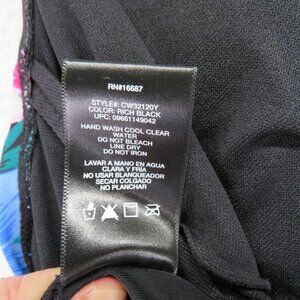 RN#16687
STYLE#: CW32120Y
COLOR: RICH BLACK
UPC: 09661149042
HAND WASH COOL CLEAR
WATER
DO NOT BLEACH
LINE DRY
DO NOT IRON
LAVAR A MANO EN AGUA
CLARA Y FRIA
NO USAR BLANQUEADOR
SECAR COLGADO
NO PLANCHAR